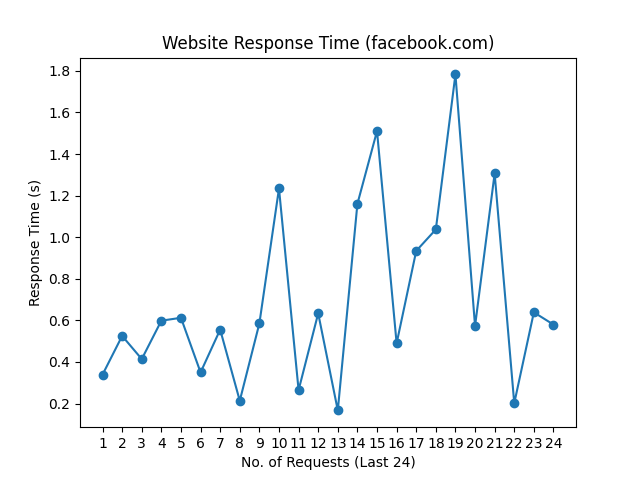 Website Response Time (facebook.com)
1.8
1.6
1.4
1.2
1.0
0.8
0.6
0.4
0.2
Response Time (s)
1 2 3 4 5 6 7 8 9 10 11 12 13 14 15 16 17 18 19 20 21 22 23 24
No. of Requests (Last 24)